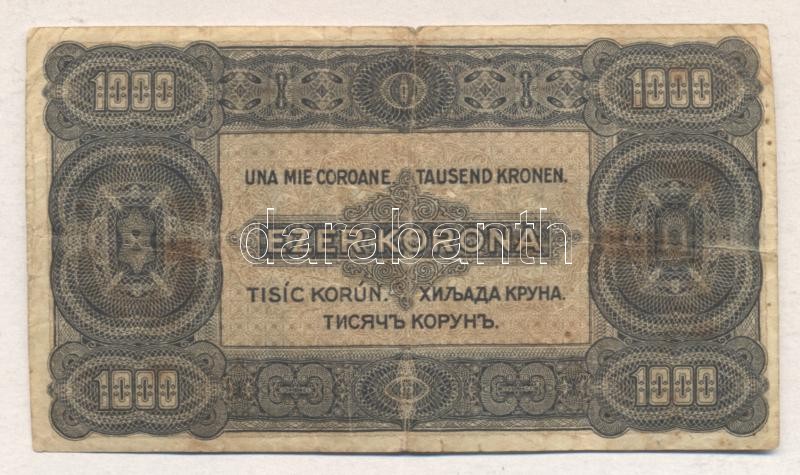 1000 1000
UNA MIE COROANE. TAUSEND KRONEN.
EZER KORONA
darabanth
TISÍC KORÚN. ХИЉАДА КРУНА.
ТИСЯЧЪ КОРУНЪ.
1000 1000